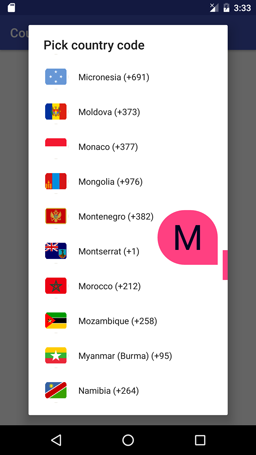 3:33
Cou
Pick country code
Micronesia (+691)
Moldova (+373)
Monaco (+377)
Mongolia (+976)
Montenegro (+382)
M
Montserrat (+1)
Morocco (+212)
Mozambique (+258)
Myanmar (Burma) (+95)
Namibia (+264)